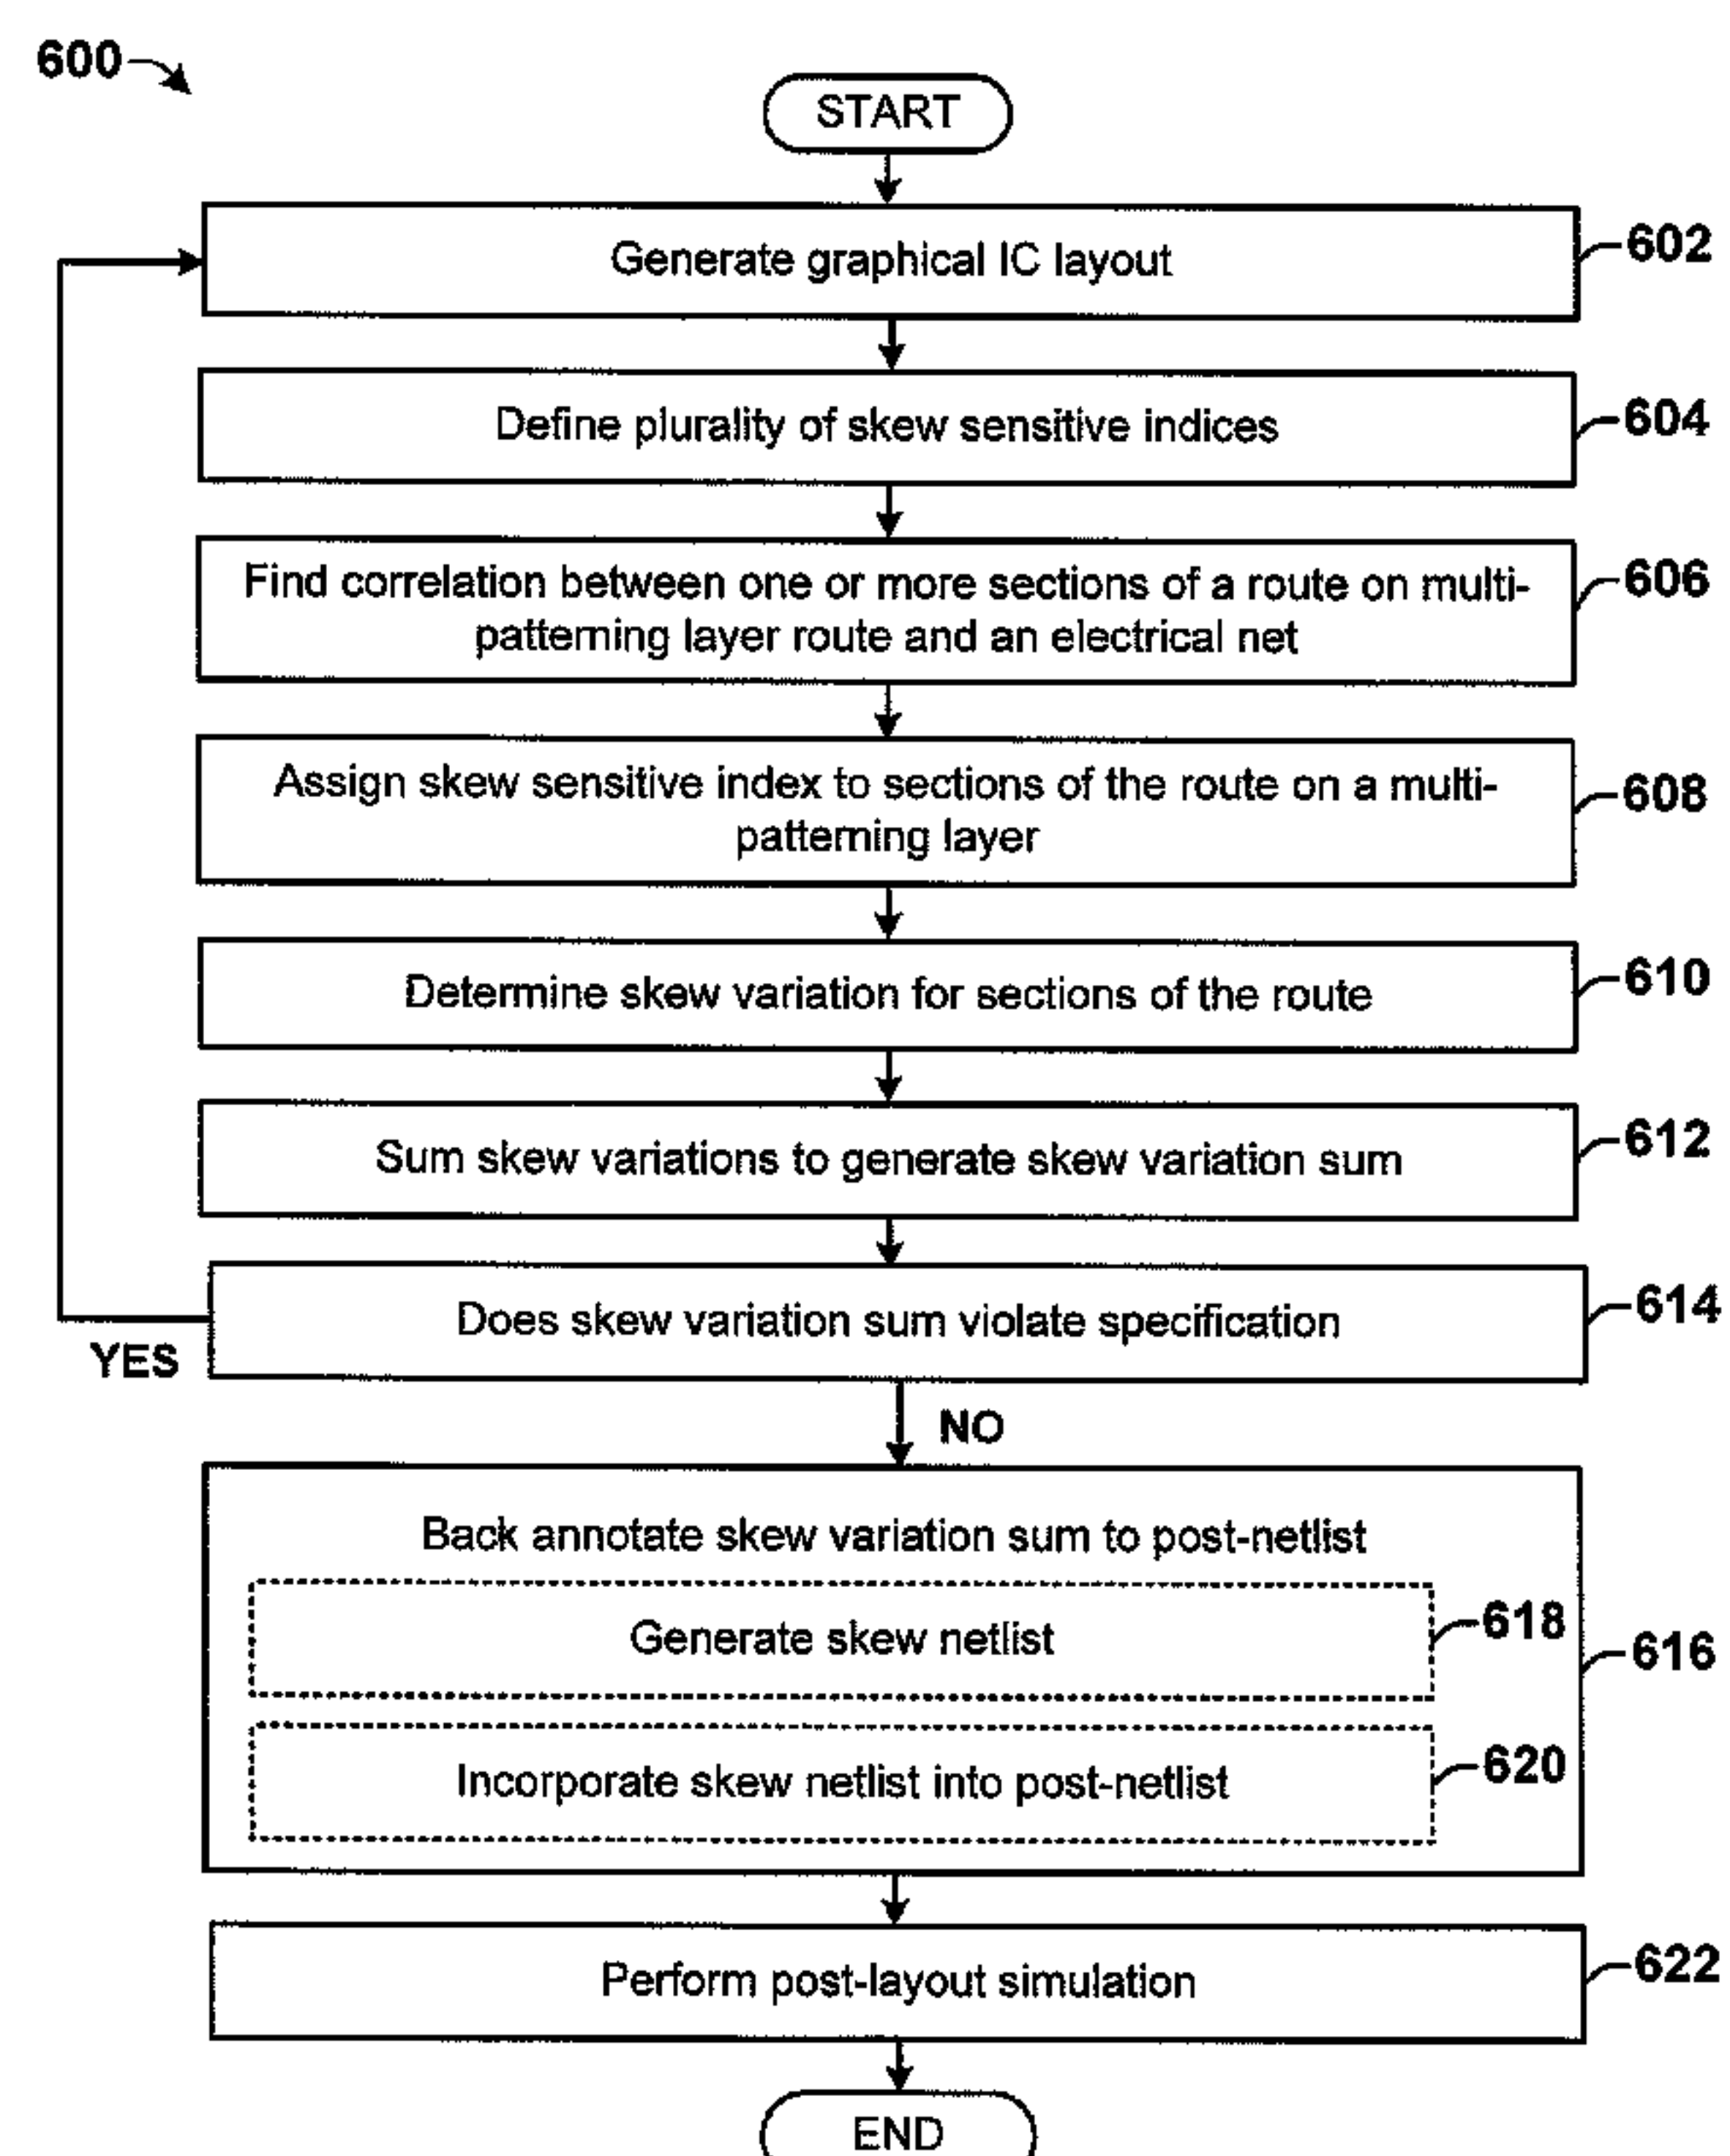 600
START
Generate graphical IC layout
602
Define plurality of skew sensitive indices
604
Find correlation between one or more sections of a route on multi-
patterning layer route and an electrical net
606
Assign skew sensitive index to sections of the route on a multi-
patterning layer
608
Determine skew variation for sections of the route
610
Sum skew variations to generate skew variation sum
612
Does skew variation sum violate specification
614
YES
NO
Back annotate skew variation sum to post-netlist
Generate skew netlist
618
616
Incorporate skew netlist into post-netlist
620
Perform post-layout simulation
622
END